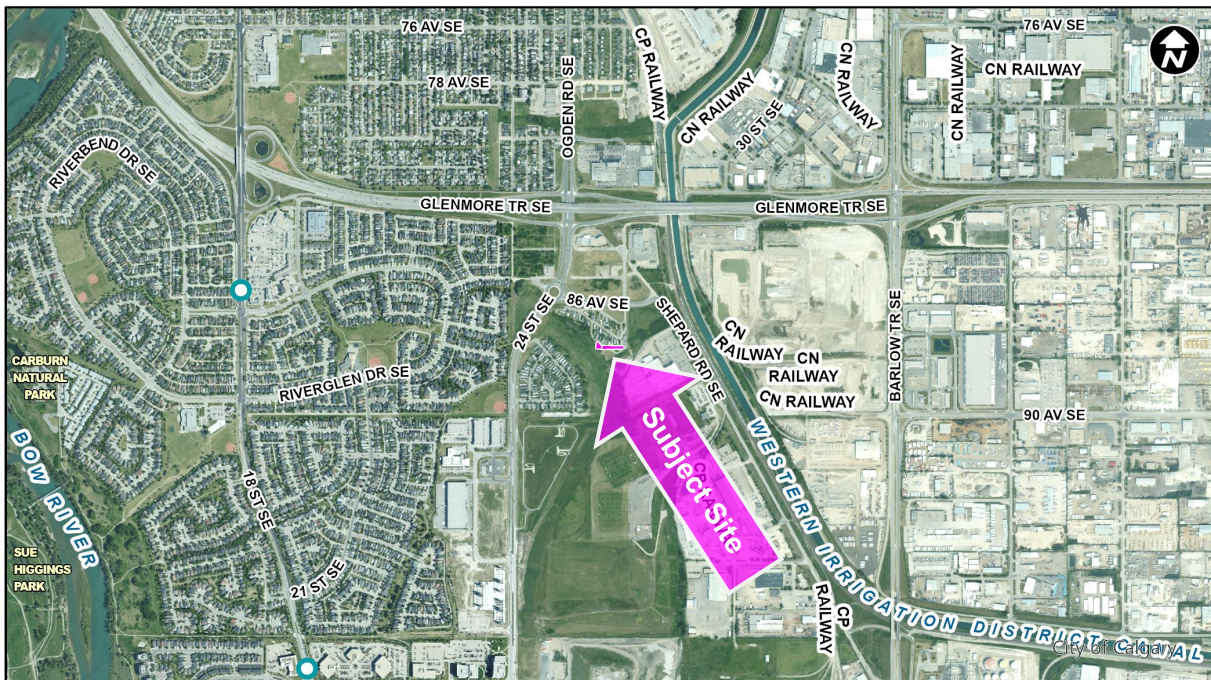 76 AV SE
76 AV SE
N
CP RAILWAY
CN RAILWAY
CN RAILWAY
CN RAILWAY
CN RAILWAY
78 AV SE
OGDEN RD SE
30 ST SE
RIVERBEND DR SE
GLENMORE TR SE
GLENMORE TR SE
86 AV SE
24 ST SE
SHEPARD RD SE
BARLOW TR SE
CN
RAILWAY
CN
RAILWAY
CN RAILWAY
CARBURN
NATURAL
PARK
RIVERGLEN DR SE
90 AV SE
Subject Site
BOW RIVER
18 ST SE
WESTERN IRRIGATION DISTRICT CANAL
SUE
HIGGINGS
PARK
21 ST SE
CP
RAILWAY
City of Calgary